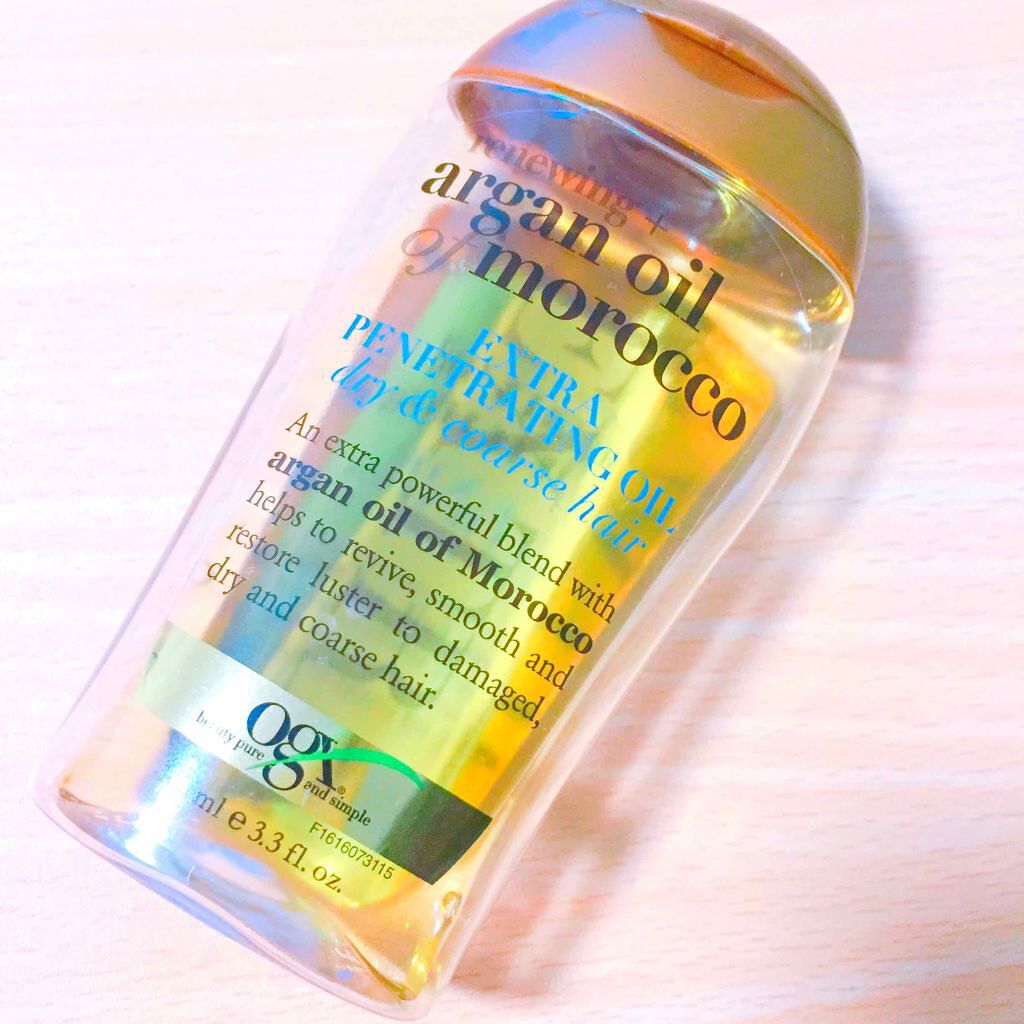 renewing +
argan oil
of morocco
EXTRA
PENETRATING OIL
dry & coarse hair
An extra powerful blend with
argan oil of Morocco
helps to revive, smooth and
restore luster to damaged,
dry and coarse hair.
ogx®
beauty pure and simple
ml e 3.3 fl. oz.
F1616073115